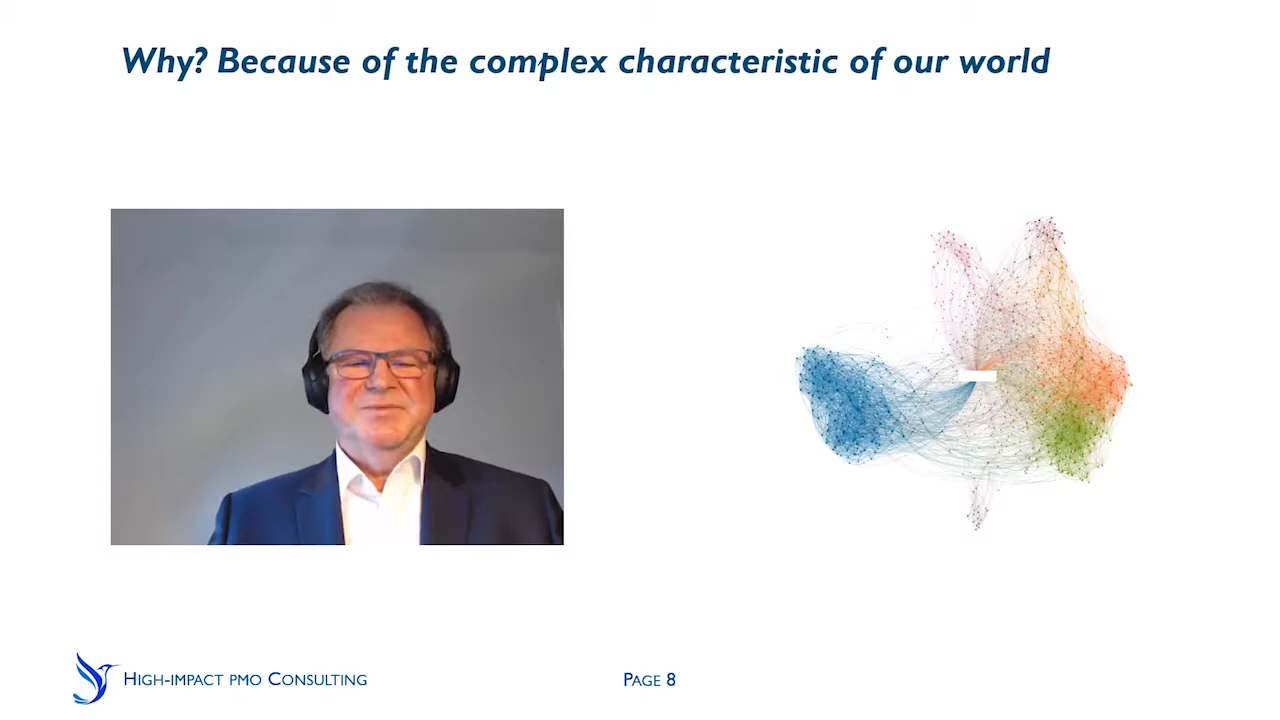 Why? Because of the complex characteristic of our world
High-impact pmo Consulting
Page 8